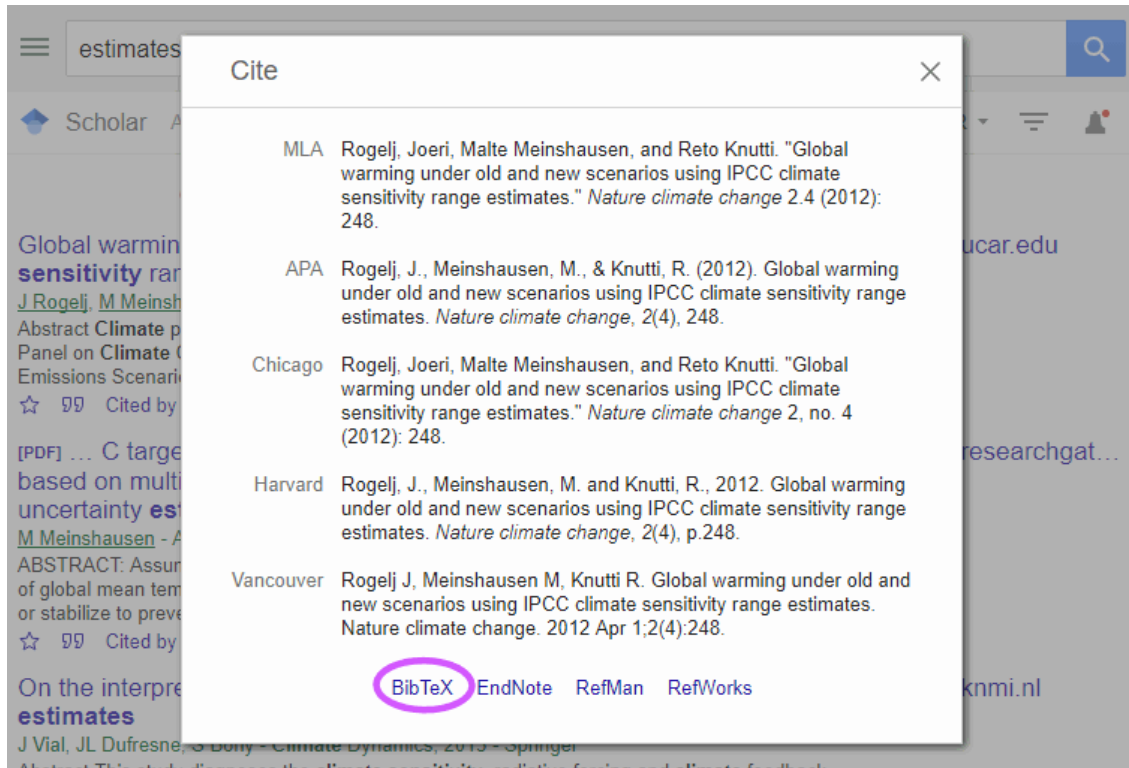 estimates
Cite
Scholar
MLA Rogelj, Joeri, Malte Meinshausen, and Reto Knutti. "Global
warming under old and new scenarios using IPCC climate
sensitivity range estimates." Nature climate change 2.4 (2012):
248.
APA Rogelj, J., Meinshausen, M., & Knutti, R. (2012). Global warming
under old and new scenarios using IPCC climate sensitivity range
estimates. Nature climate change, 2(4), 248.
Chicago Rogelj, Joeri, Malte Meinshausen, and Reto Knutti. "Global
warming under old and new scenarios using IPCC climate
sensitivity range estimates." Nature climate change 2, no. 4
(2012): 248.
Harvard Rogelj, J., Meinshausen, M. and Knutti, R., 2012. Global warming
under old and new scenarios using IPCC climate sensitivity range
estimates. Nature climate change, 2(4), p.248.
Vancouver Rogelj J, Meinshausen M, Knutti R. Global warming under old and
new scenarios using IPCC climate sensitivity range estimates.
Nature climate change. 2012 Apr 1;2(4):248.
BibTeX EndNote RefMan RefWorks
Global warmin
sensitivity ran
J Rogelj, M Meinsh
Abstract Climate p
Panel on Climate
Emissions Scenari
Cited by
ucar.edu
[PDF] … C targe
based on multi
uncertainty est
M Meinshausen - A
ABSTRACT: Assum
of global mean tem
or stabilize to preve
Cited by
researchgat…
On the interpre
estimates
J Vial, JL Dufresne, S Bony - Climate Dynamics, 2013 - Springer
knmi.nl